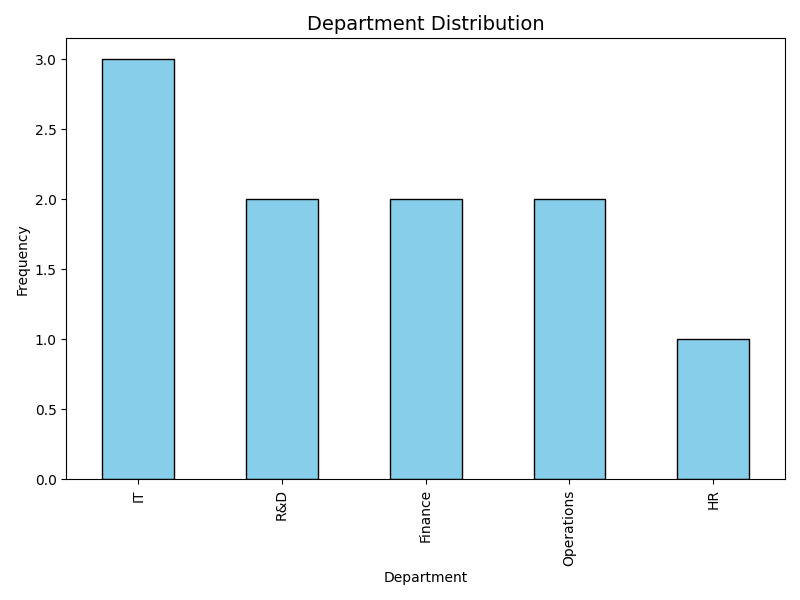 Department Distribution
Frequency
3.0
2.5
2.0
1.5
1.0
0.5
0.0
IT
R&D
Finance
Operations
HR
Department